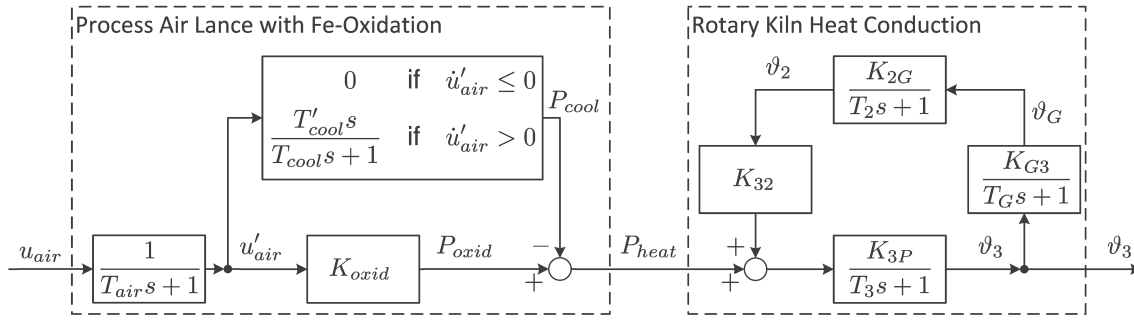 Process Air Lance with Fe-Oxidation
0 if u̇′air ≤ 0
T′cool s / Tcool s + 1 if u̇′air > 0
Pcool
uair
1 / Tair s + 1
u′air
Koxid
Poxid
−
+
Pheat
Rotary Kiln Heat Conduction
ϑ2
K2G / T2 s + 1
ϑG
K32
KG3 / TG s + 1
+
+
K3P / T3 s + 1
ϑ3
ϑ3